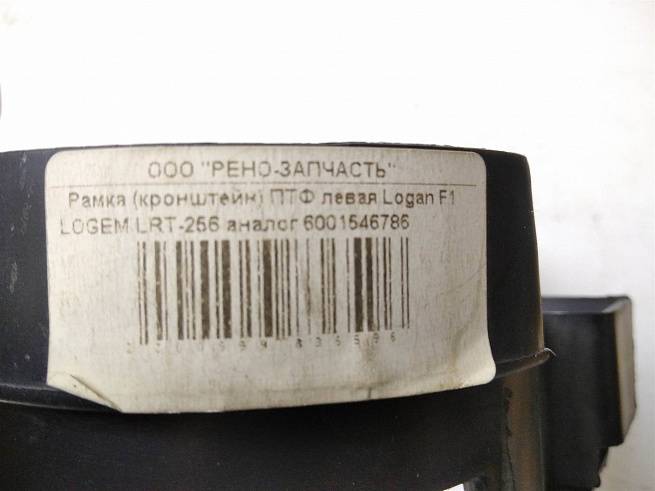 ООО "РЕНО-ЗАПЧАСТЬ"
Рамка (кронштейн) ПТФ левая Logan F1
LOGEM LRT-256 аналог 6001546786